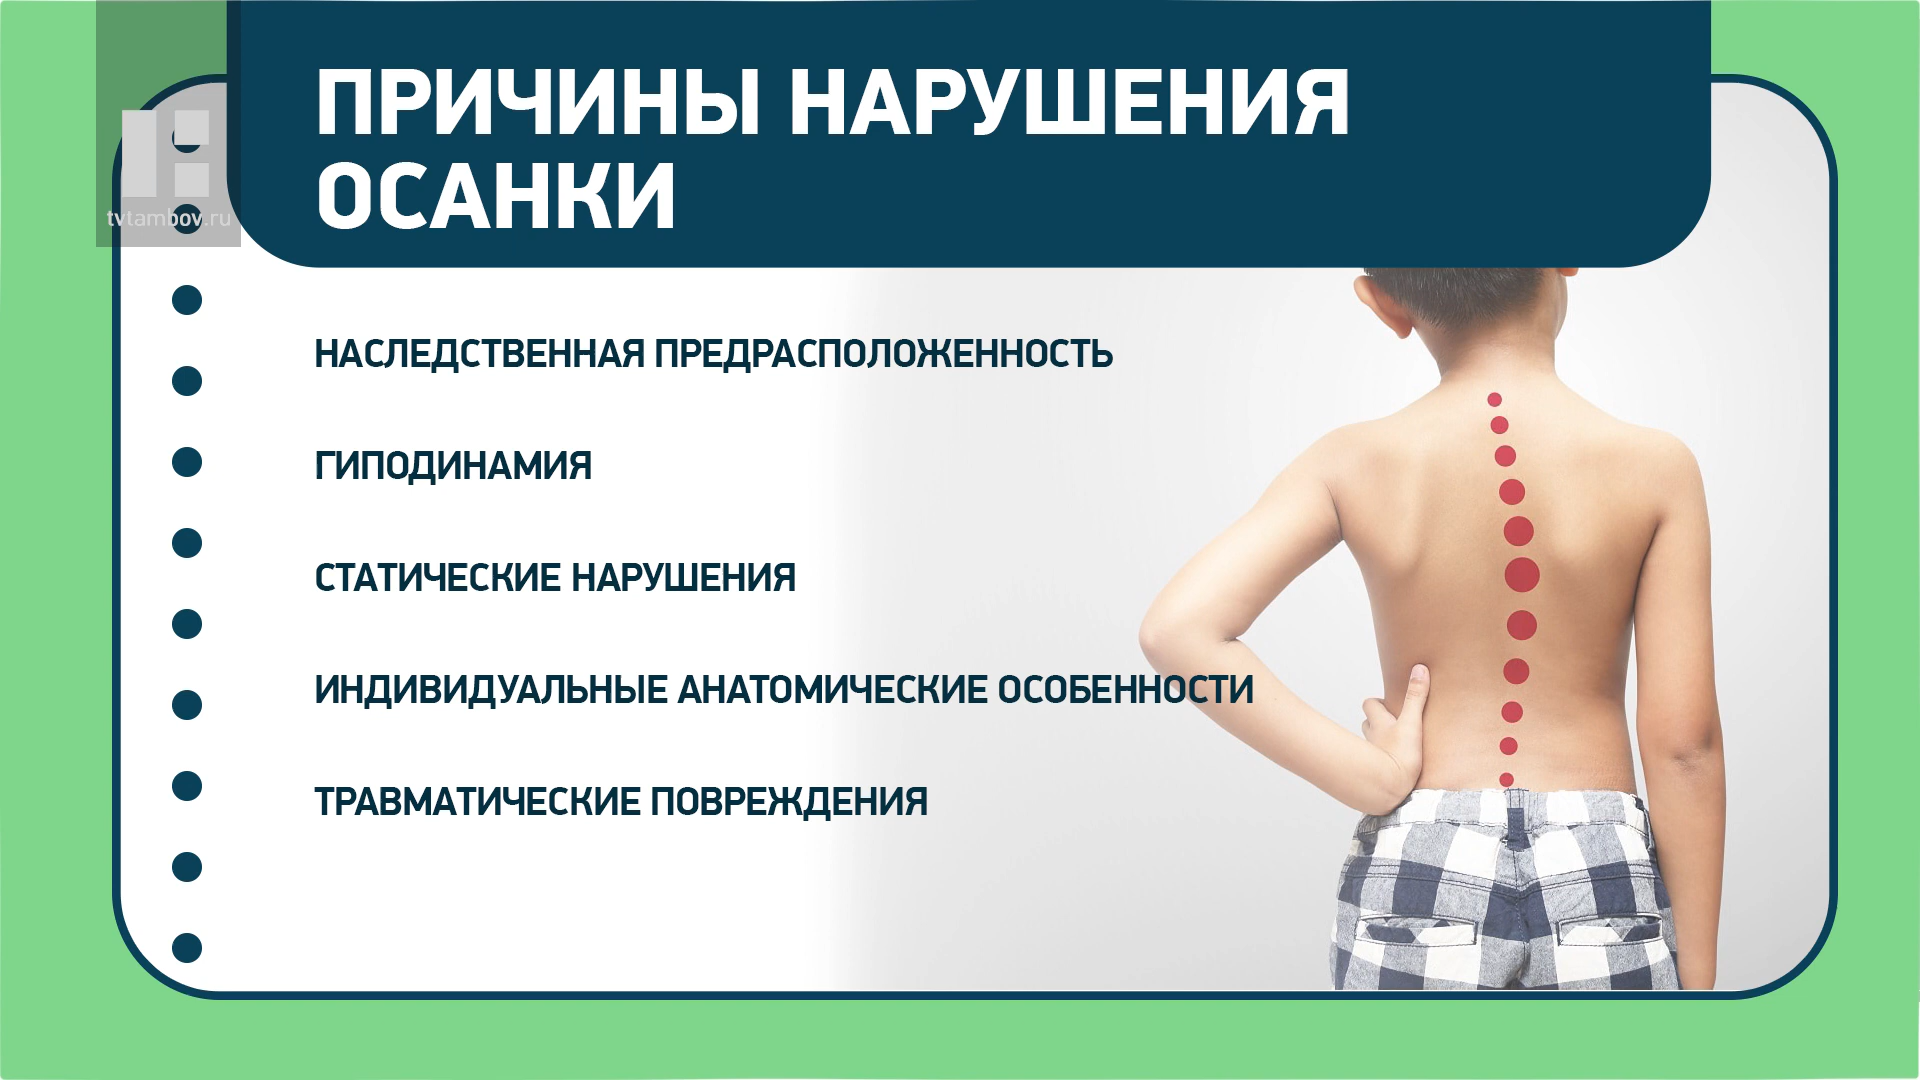 ПРИЧИНЫ НАРУШЕНИЯ
ОСАНКИ
tvtambov.ru
НАСЛЕДСТВЕННАЯ ПРЕДРАСПОЛОЖЕННОСТЬ
ГИПОДИНАМИЯ
СТАТИЧЕСКИЕ НАРУШЕНИЯ
ИНДИВИДУАЛЬНЫЕ АНАТОМИЧЕСКИЕ ОСОБЕННОСТИ
ТРАВМАТИЧЕСКИЕ ПОВРЕЖДЕНИЯ